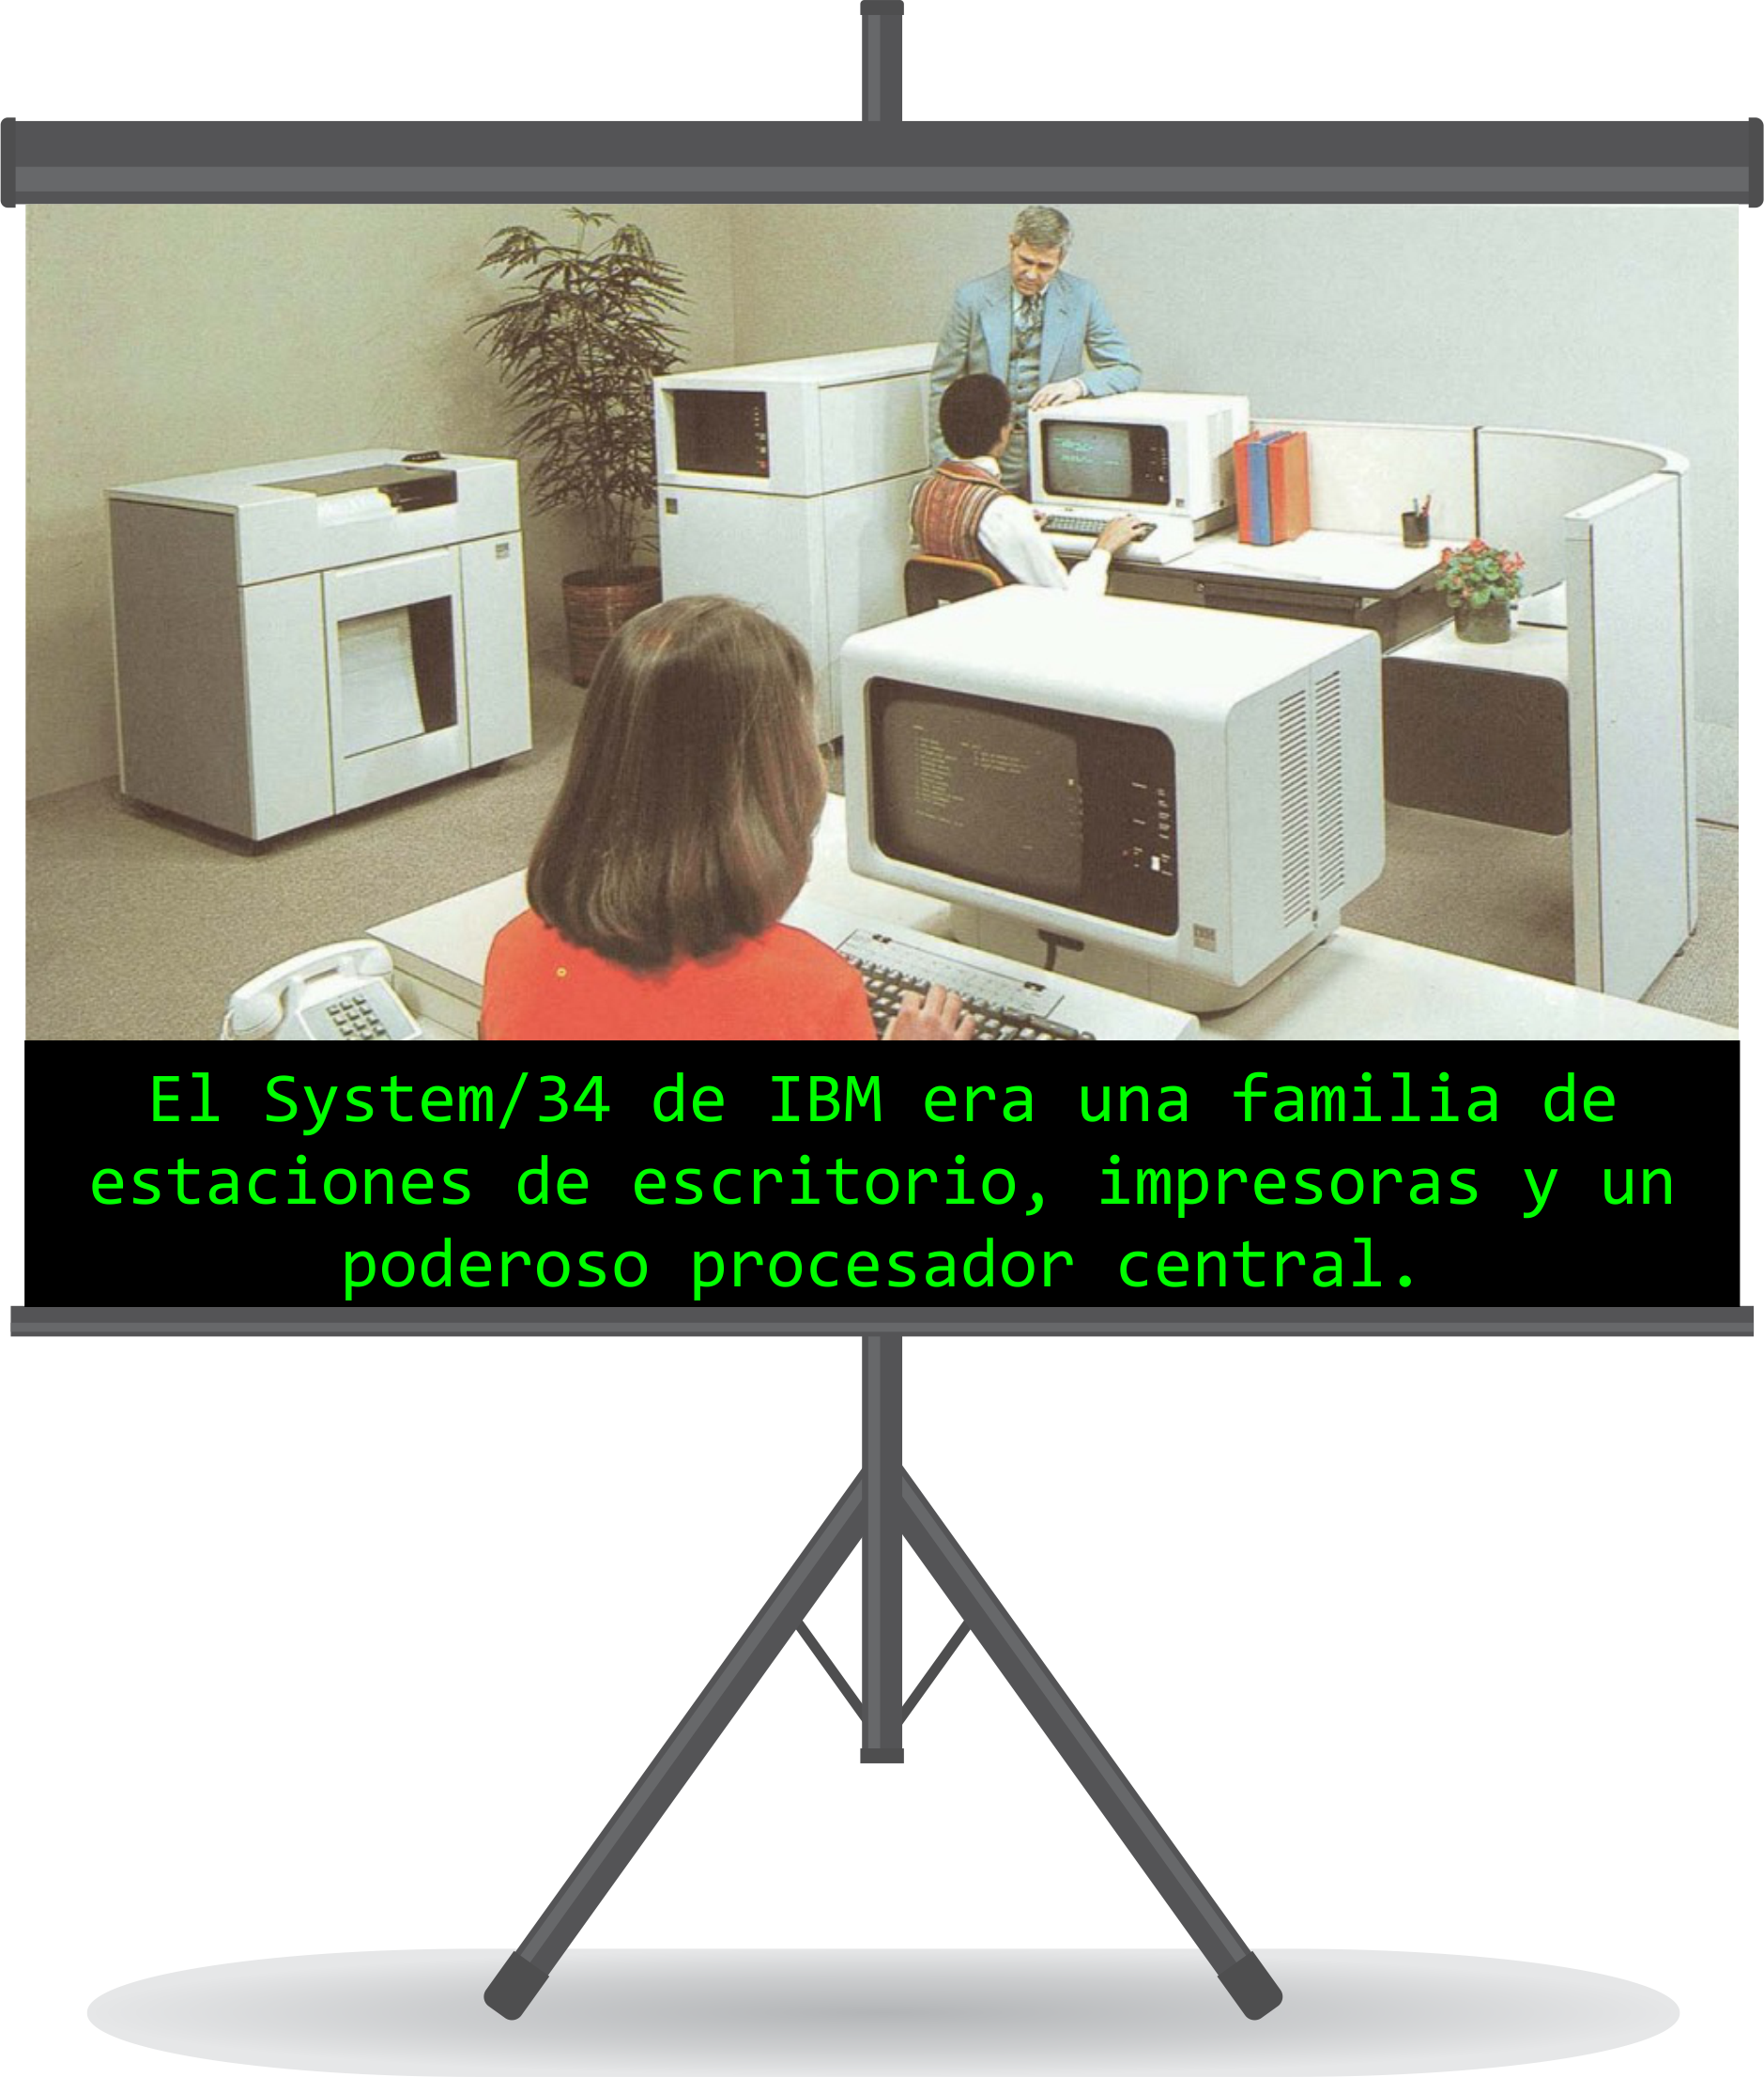 El System/34 de IBM era una familia de
estaciones de escritorio, impresoras y un
poderoso procesador central.